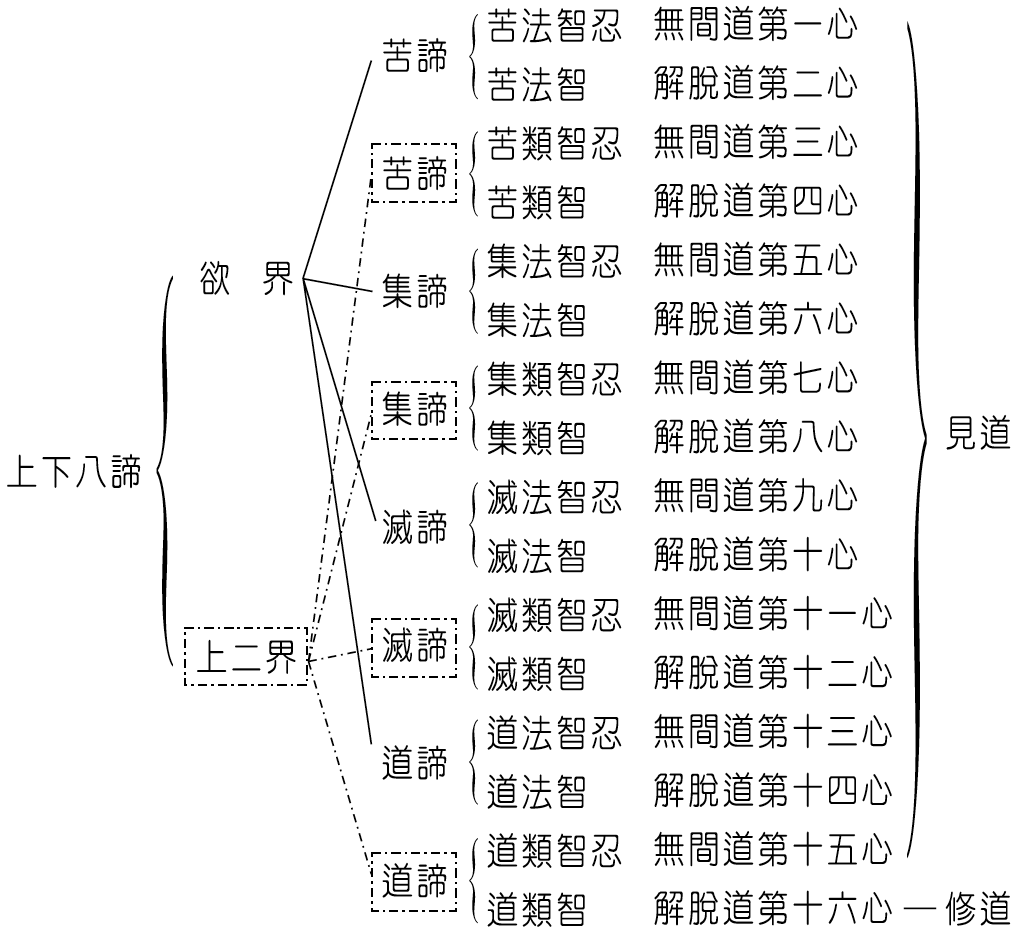 上下八諦
欲 界
上二界
苦諦
苦法智忍 無間道第一心
苦法智 解脫道第二心
苦諦
苦類智忍 無間道第三心
苦類智 解脫道第四心
集諦
集法智忍 無間道第五心
集法智 解脫道第六心
集諦
集類智忍 無間道第七心
集類智 解脫道第八心
滅諦
滅法智忍 無間道第九心
滅法智 解脫道第十心
滅諦
滅類智忍 無間道第十一心
滅類智 解脫道第十二心
道諦
道法智忍 無間道第十三心
道法智 解脫道第十四心
道諦
道類智忍 無間道第十五心
道類智 解脫道第十六心 — 修道
見道